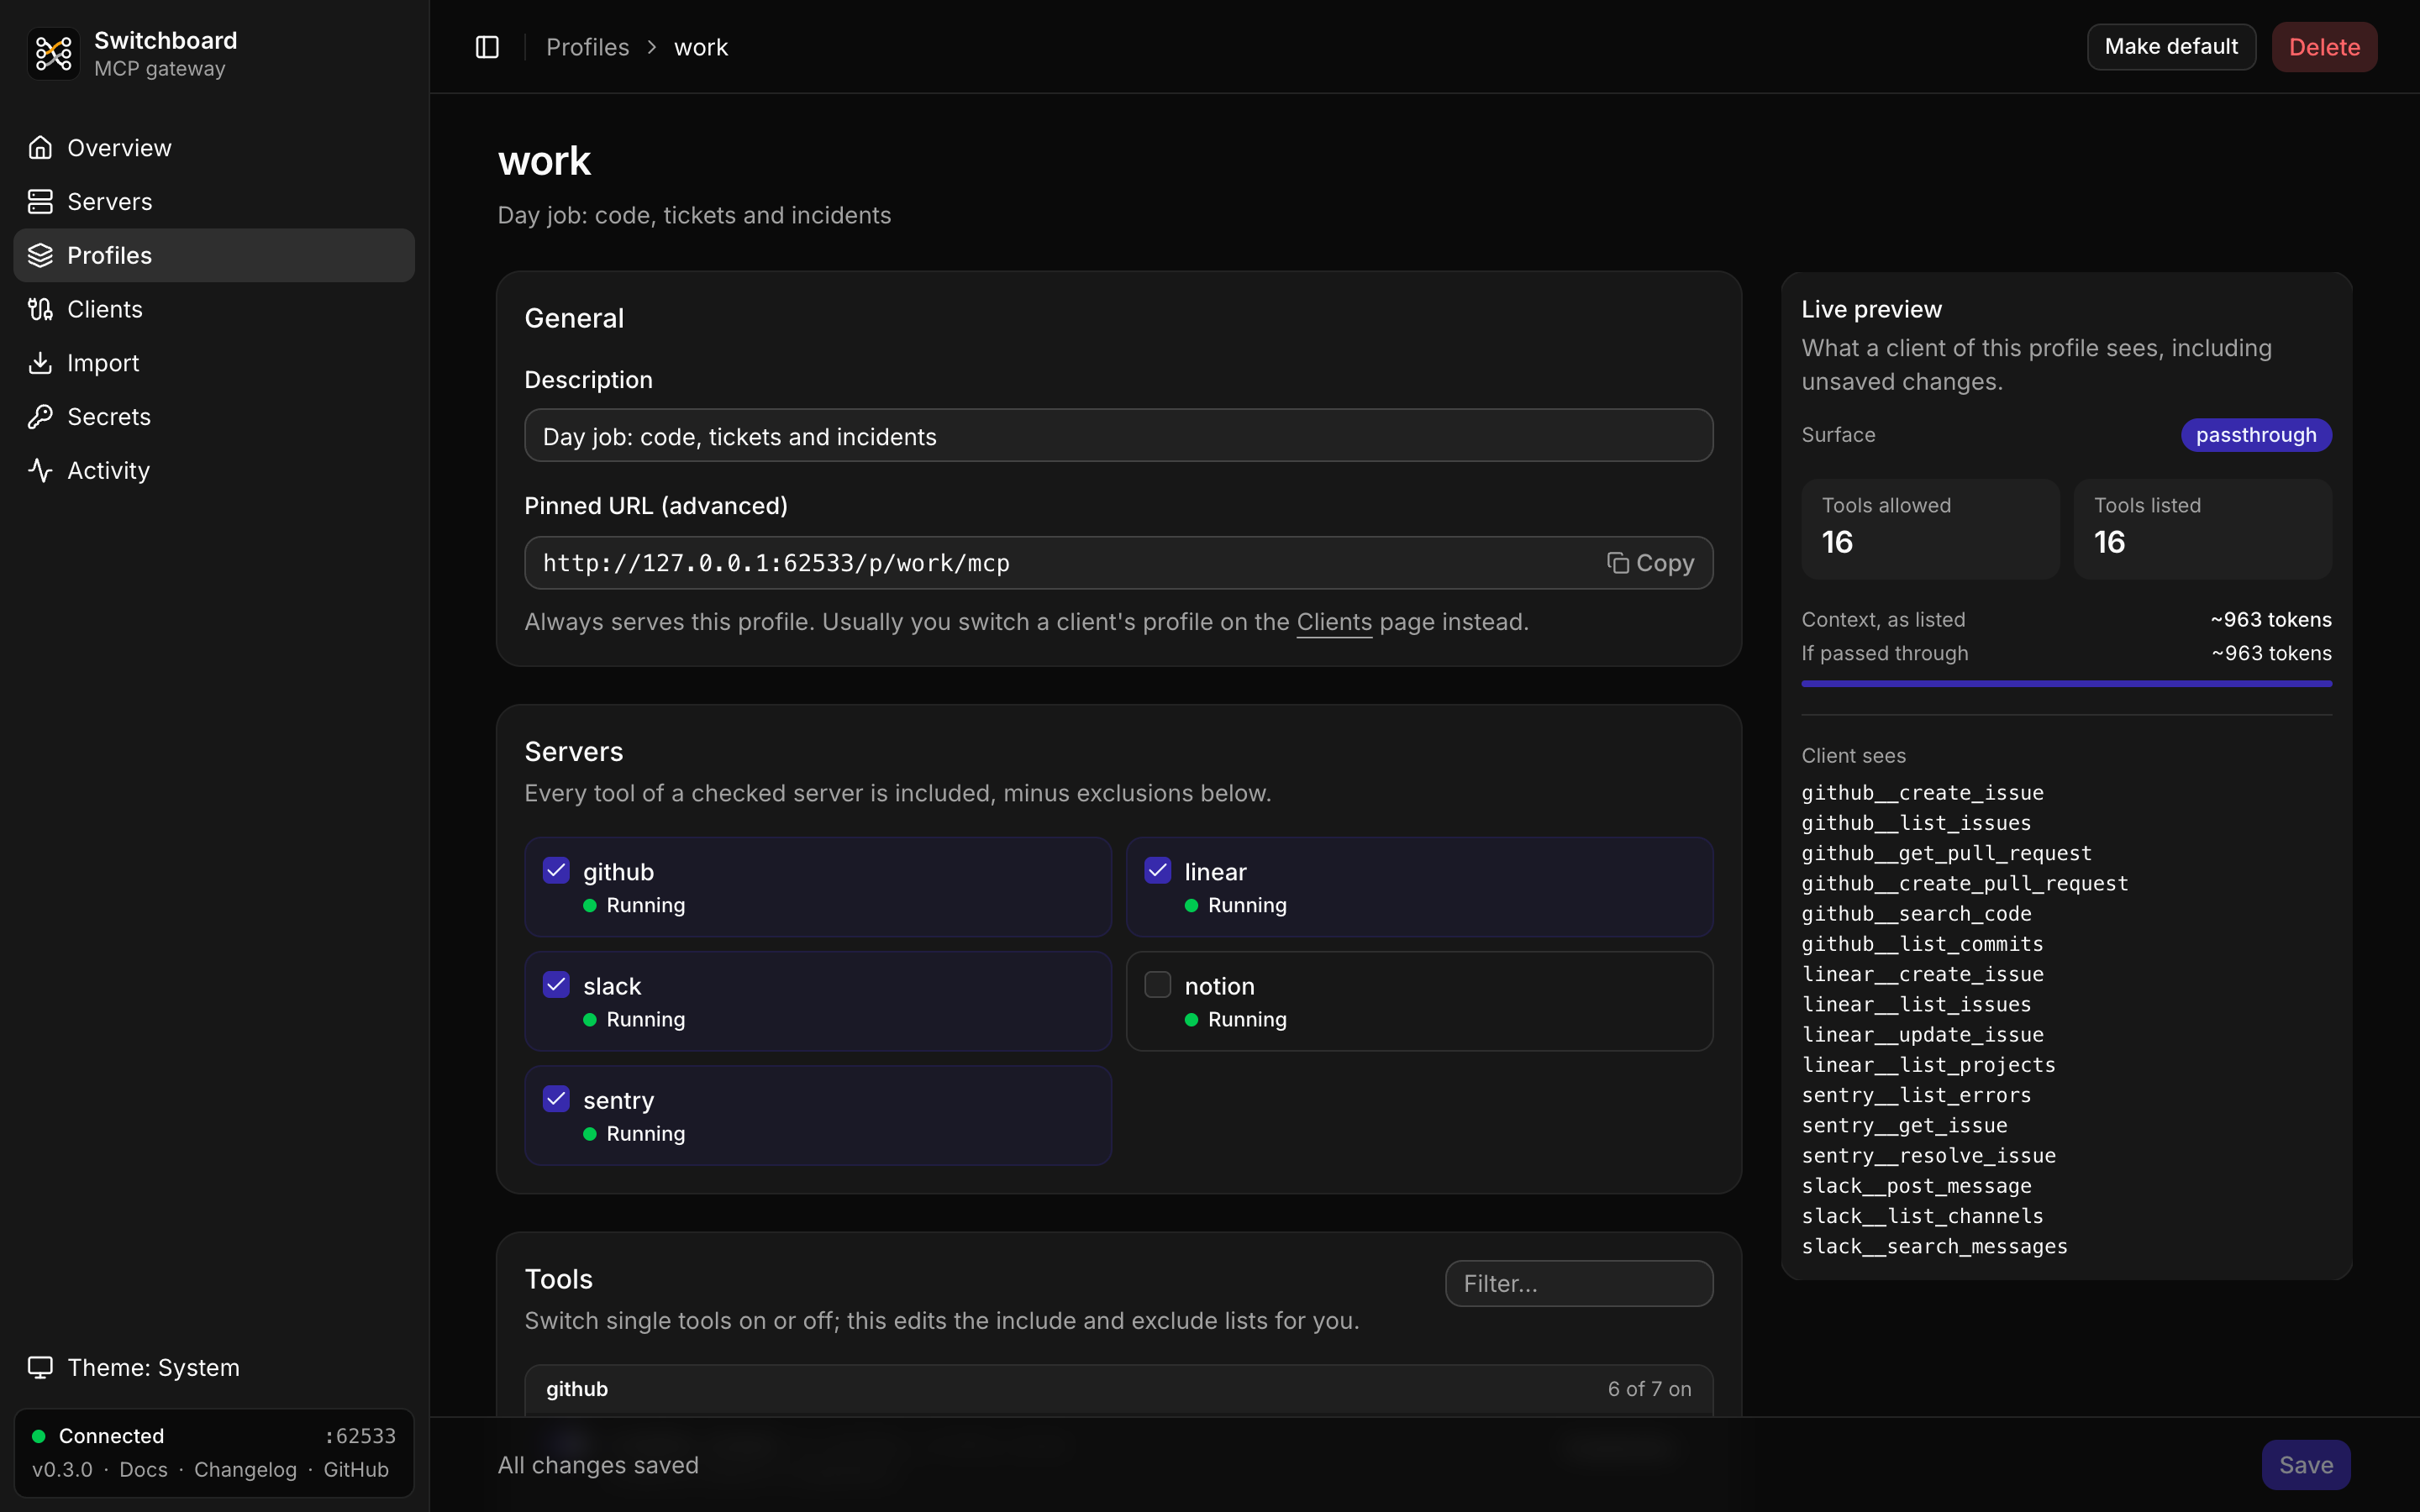 Switchboard
MCP gateway
Overview
Servers
Profiles
Clients
Import
Secrets
Activity
Theme: System
Connected :62533
v0.3.0 · Docs · Changelog · GitHub
Profiles > work
Make default
Delete
work
Day job: code, tickets and incidents
General
Description
Day job: code, tickets and incidents
Pinned URL (advanced)
http://127.0.0.1:62533/p/work/mcp
Copy
Always serves this profile. Usually you switch a client's profile on the Clients page instead.
Servers
Every tool of a checked server is included, minus exclusions below.
github
Running
linear
Running
slack
Running
notion
Running
sentry
Running
Tools
Filter...
Switch single tools on or off; this edits the include and exclude lists for you.
github
6 of 7 on
All changes saved
Save
Live preview
What a client of this profile sees, including
unsaved changes.
Surface
passthrough
Tools allowed
16
Tools listed
16
Context, as listed ~963 tokens
If passed through ~963 tokens
Client sees
github__create_issue
github__list_issues
github__get_pull_request
github__create_pull_request
github__search_code
github__list_commits
linear__create_issue
linear__list_issues
linear__update_issue
linear__list_projects
sentry__list_errors
sentry__get_issue
sentry__resolve_issue
slack__post_message
slack__list_channels
slack__search_messages